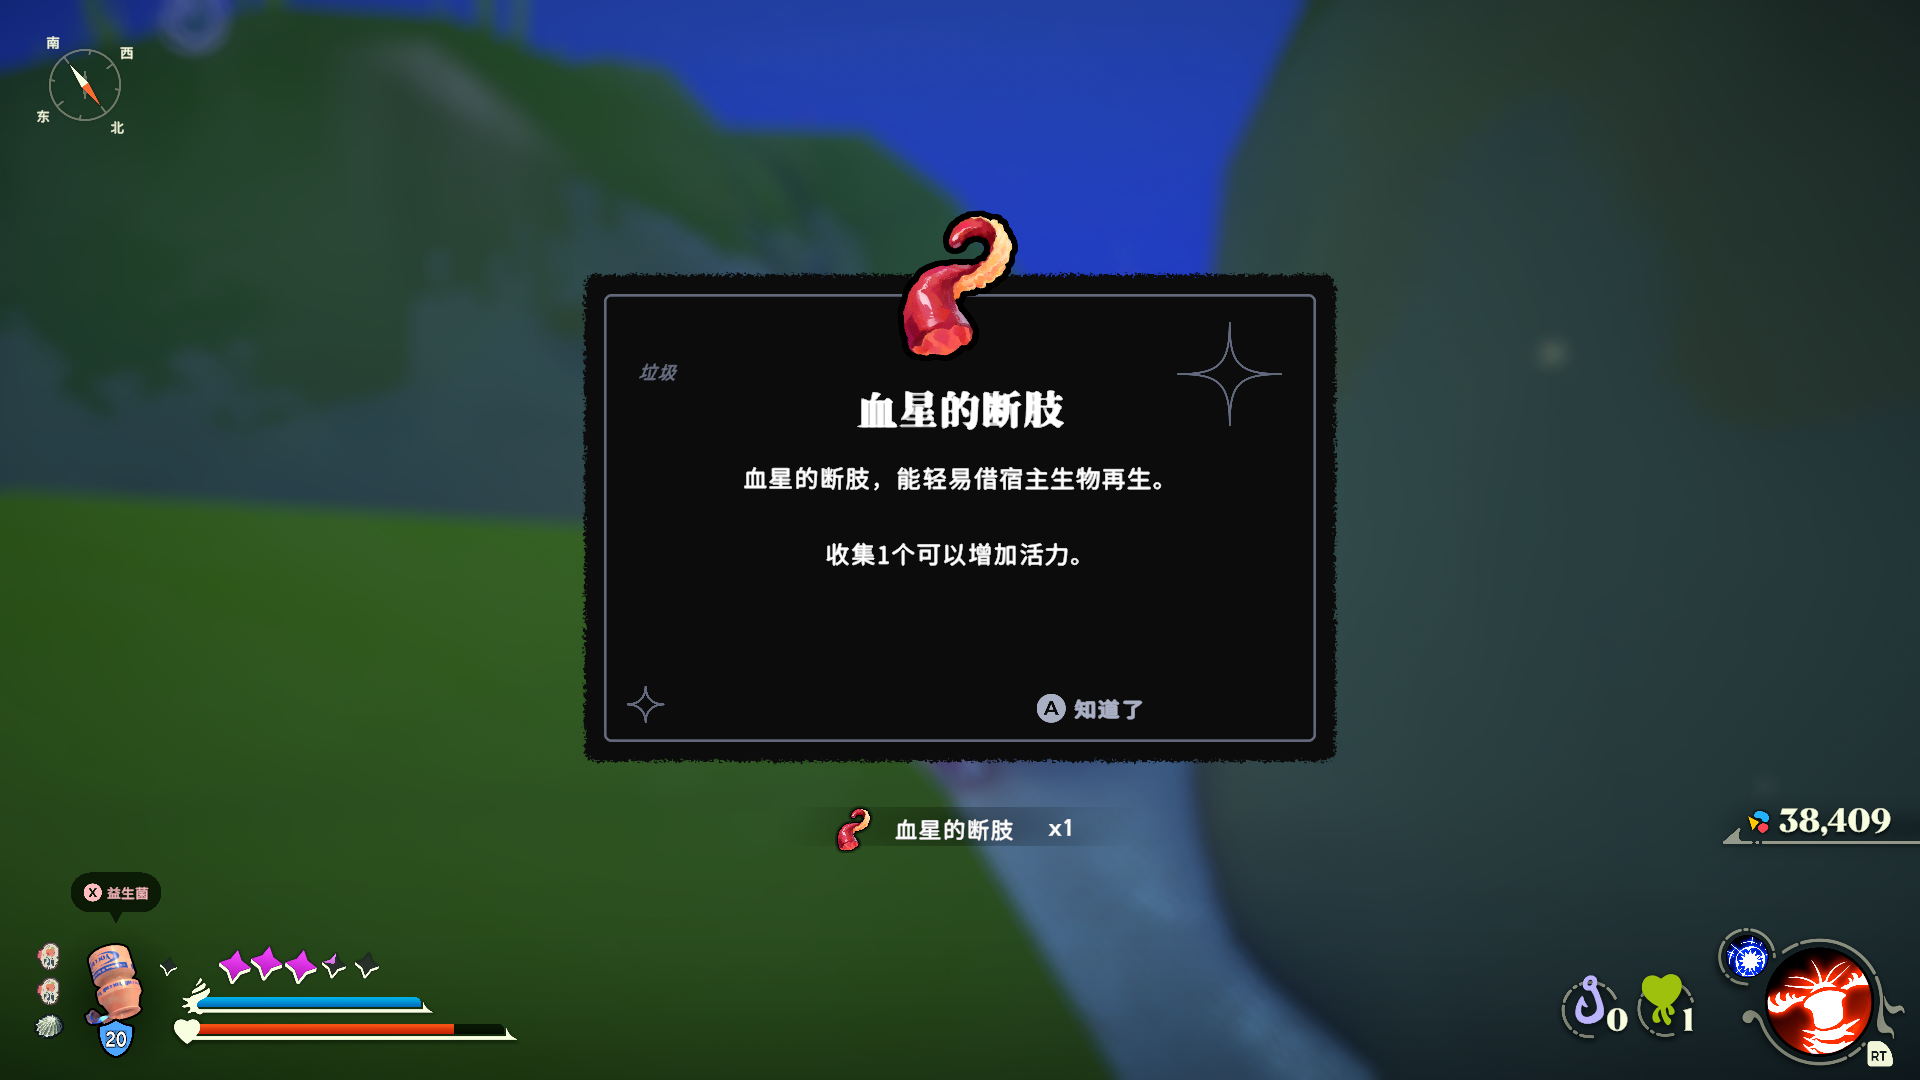 南
西
东
北
垃圾
血星的断肢
血星的断肢，能轻易借宿主生物再生。
收集1个可以增加活力。
A 知道了
血星的断肢 x1
38,409
X 益生菌
20
0
1
RT